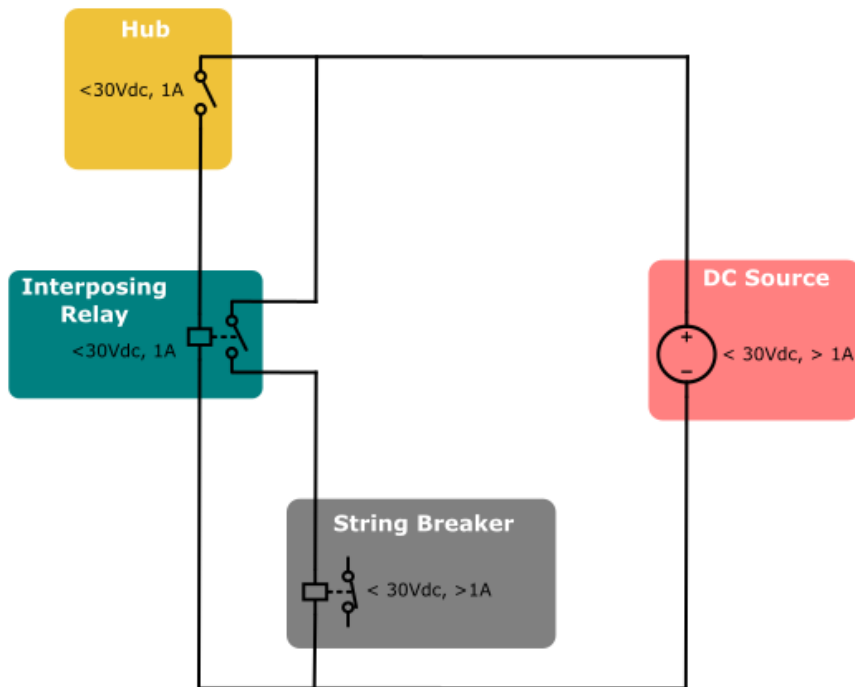 Hub
<30Vdc, 1A
Interposing
Relay
<30Vdc, 1A
DC Source
+
−
< 30Vdc, > 1A
String Breaker
< 30Vdc, >1A